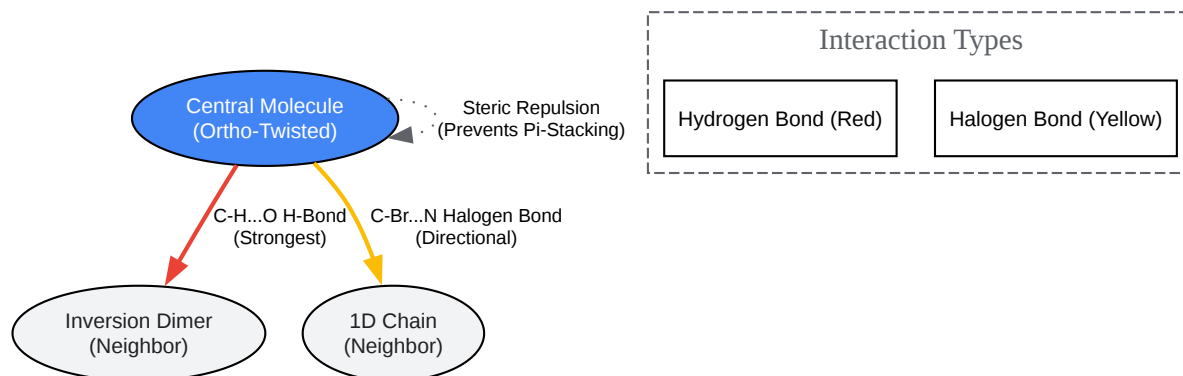 Interaction Types
Hydrogen Bond (Red)
Halogen Bond (Yellow)
Central Molecule
(Ortho-Twisted)
Steric Repulsion
(Prevents Pi-Stacking)
C-H...O H-Bond
(Strongest)
C-Br...N Halogen Bond
(Directional)
Inversion Dimer
(Neighbor)
1D Chain
(Neighbor)